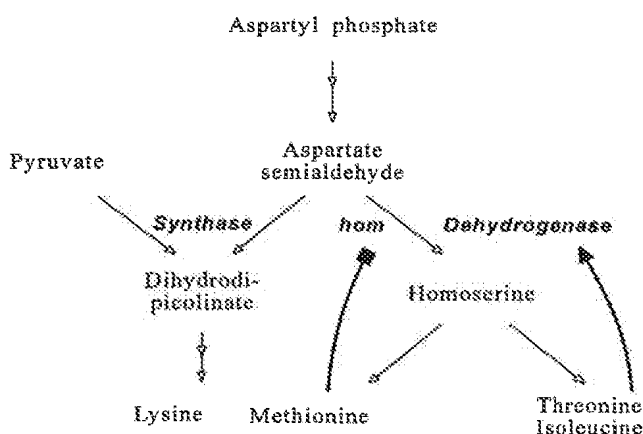 Aspartyl phosphate
Pyruvate
Aspartate
semialdehyde
Synthase
hom
Dehydrogenase
Dihydrodi-
picolinate
Homoserine
Lysine
Methionine
Threonine
Isoleucine